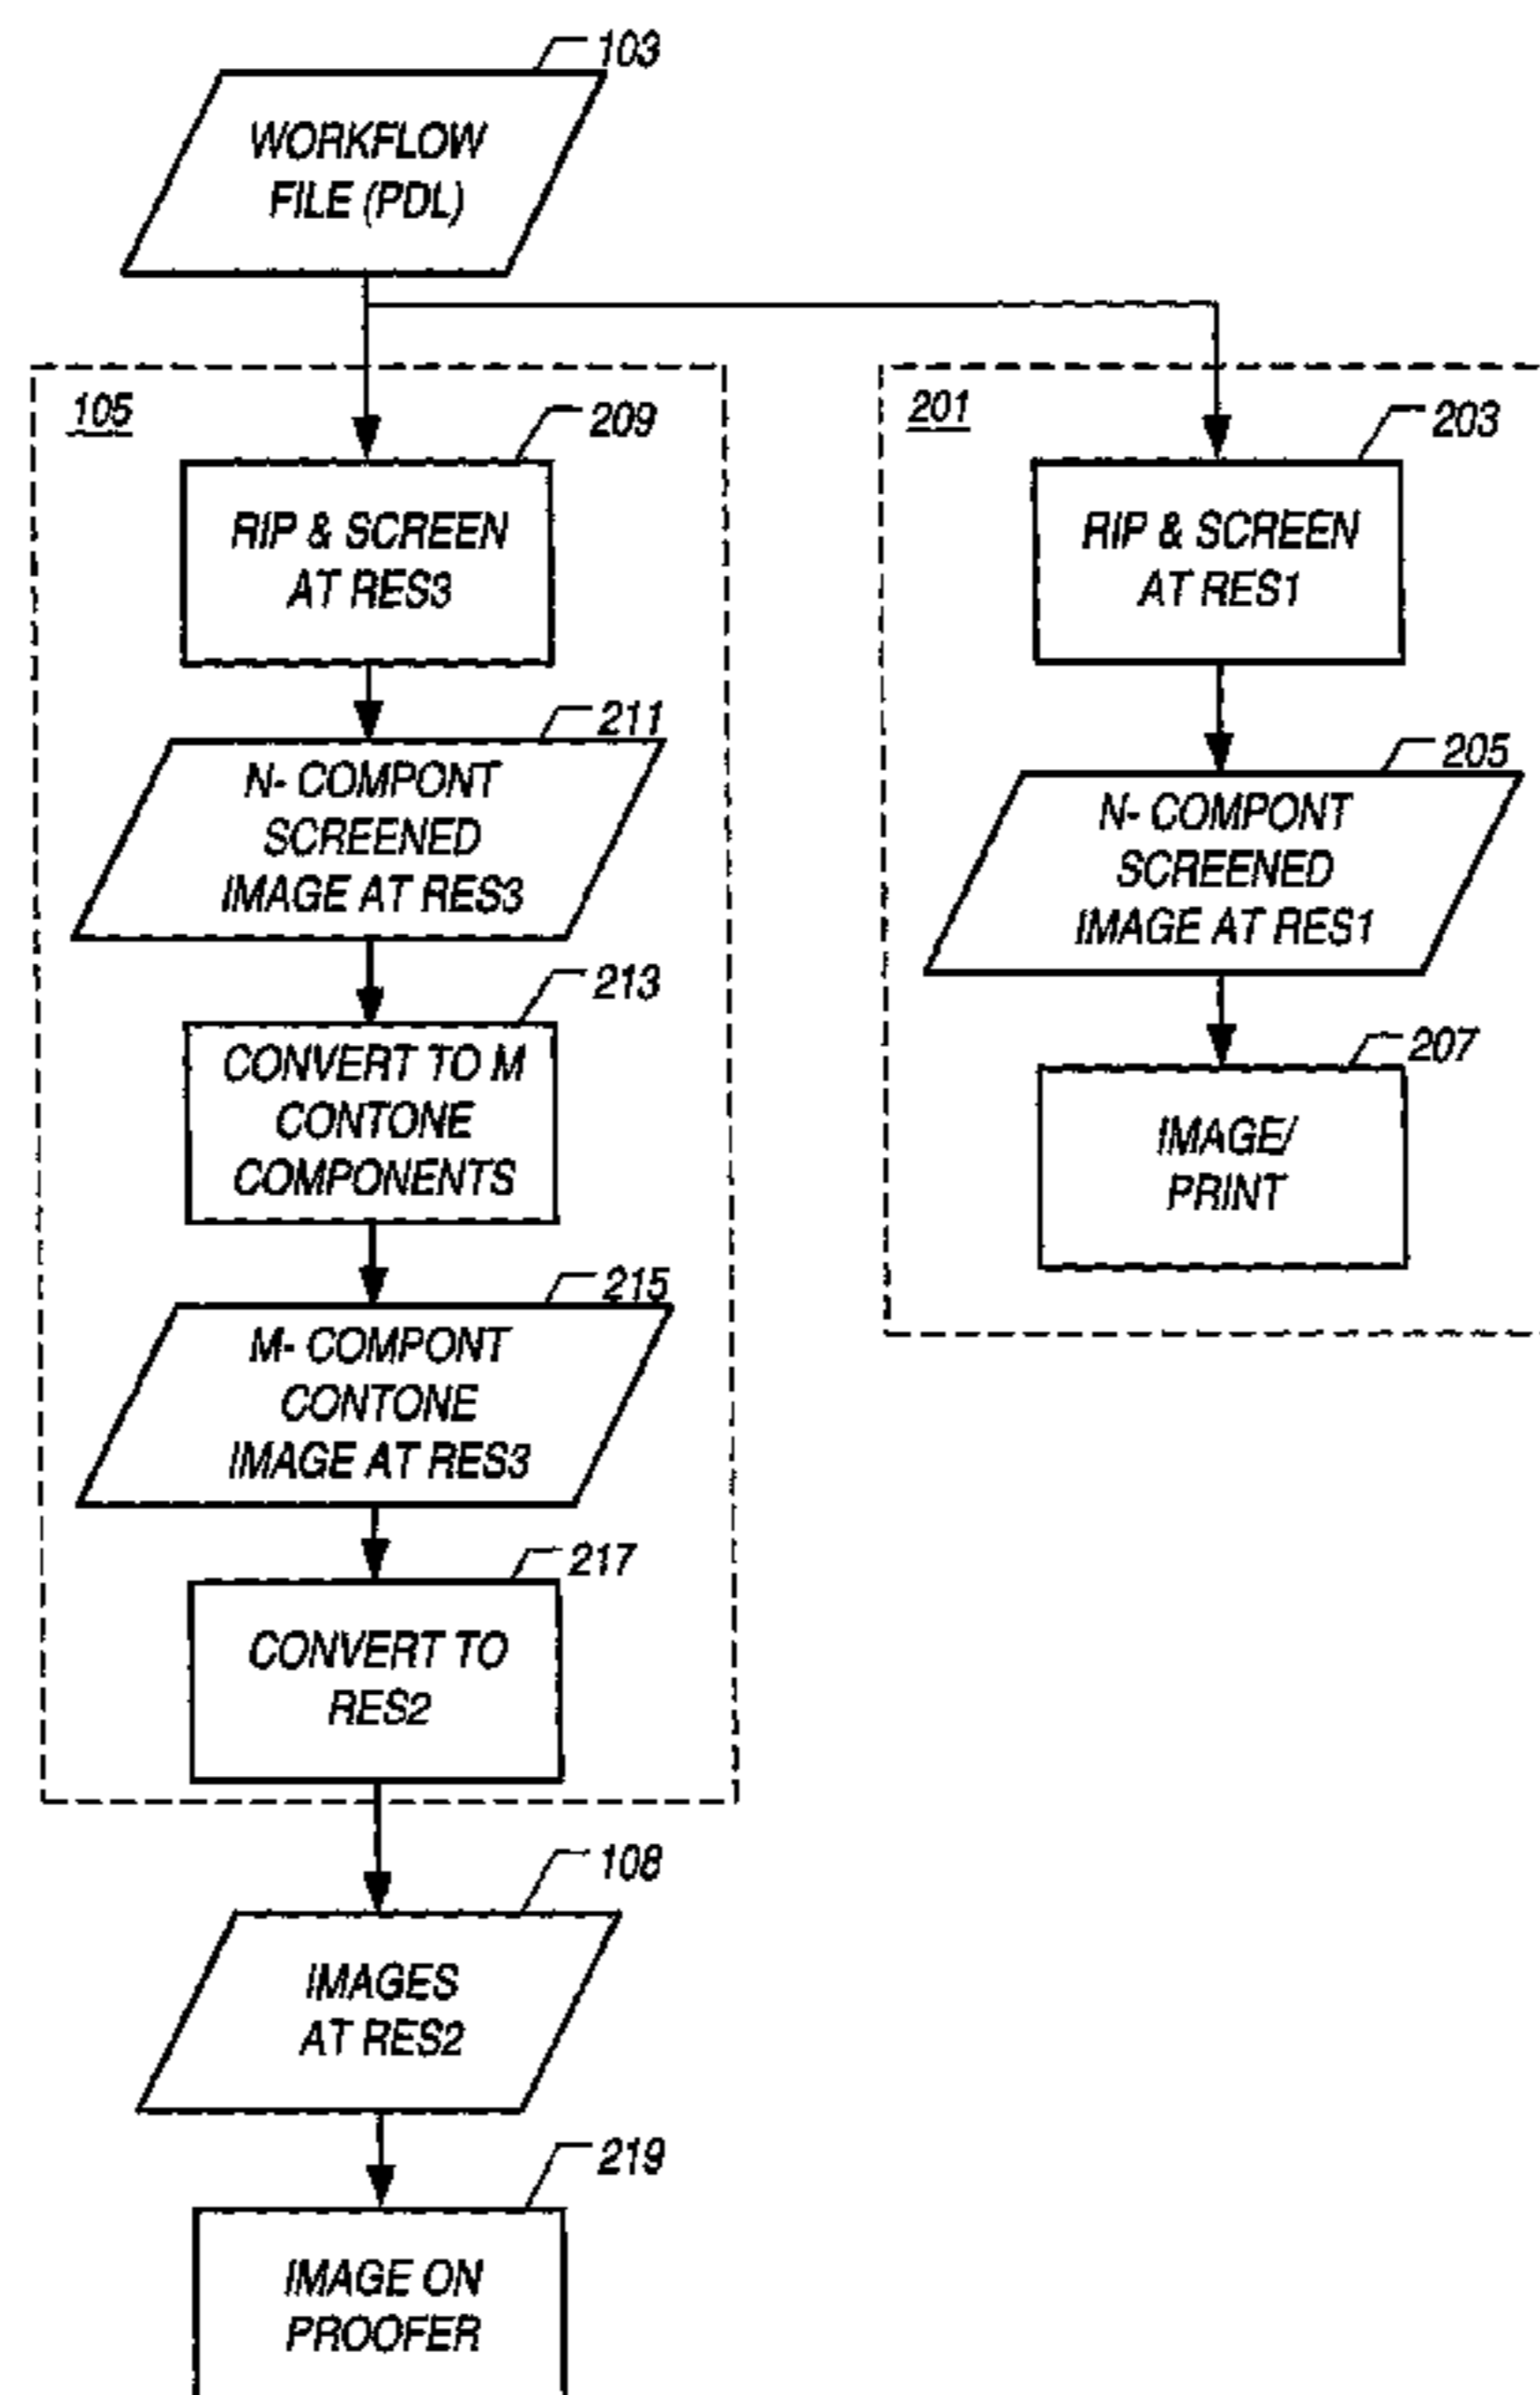 103
WORKFLOW
FILE (PDL)
105
209
RIP & SCREEN
AT RES3
211
N- COMPONT
SCREENED
IMAGE AT RES3
213
CONVERT TO M
CONTONE
COMPONENTS
215
M- COMPONT
CONTONE
IMAGE AT RES3
217
CONVERT TO
RES2
108
IMAGES
AT RES2
219
IMAGE ON
PROOFER
201
203
RIP & SCREEN
AT RES1
205
N- COMPONT
SCREENED
IMAGE AT RES1
207
IMAGE/
PRINT